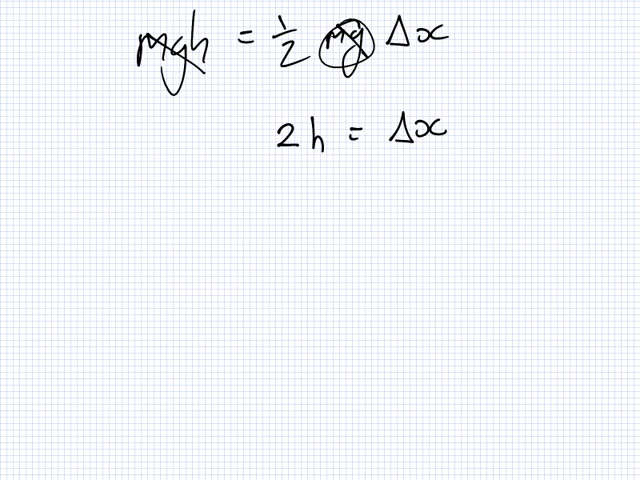 mgh = 1/2 mg Δx
2h = Δx